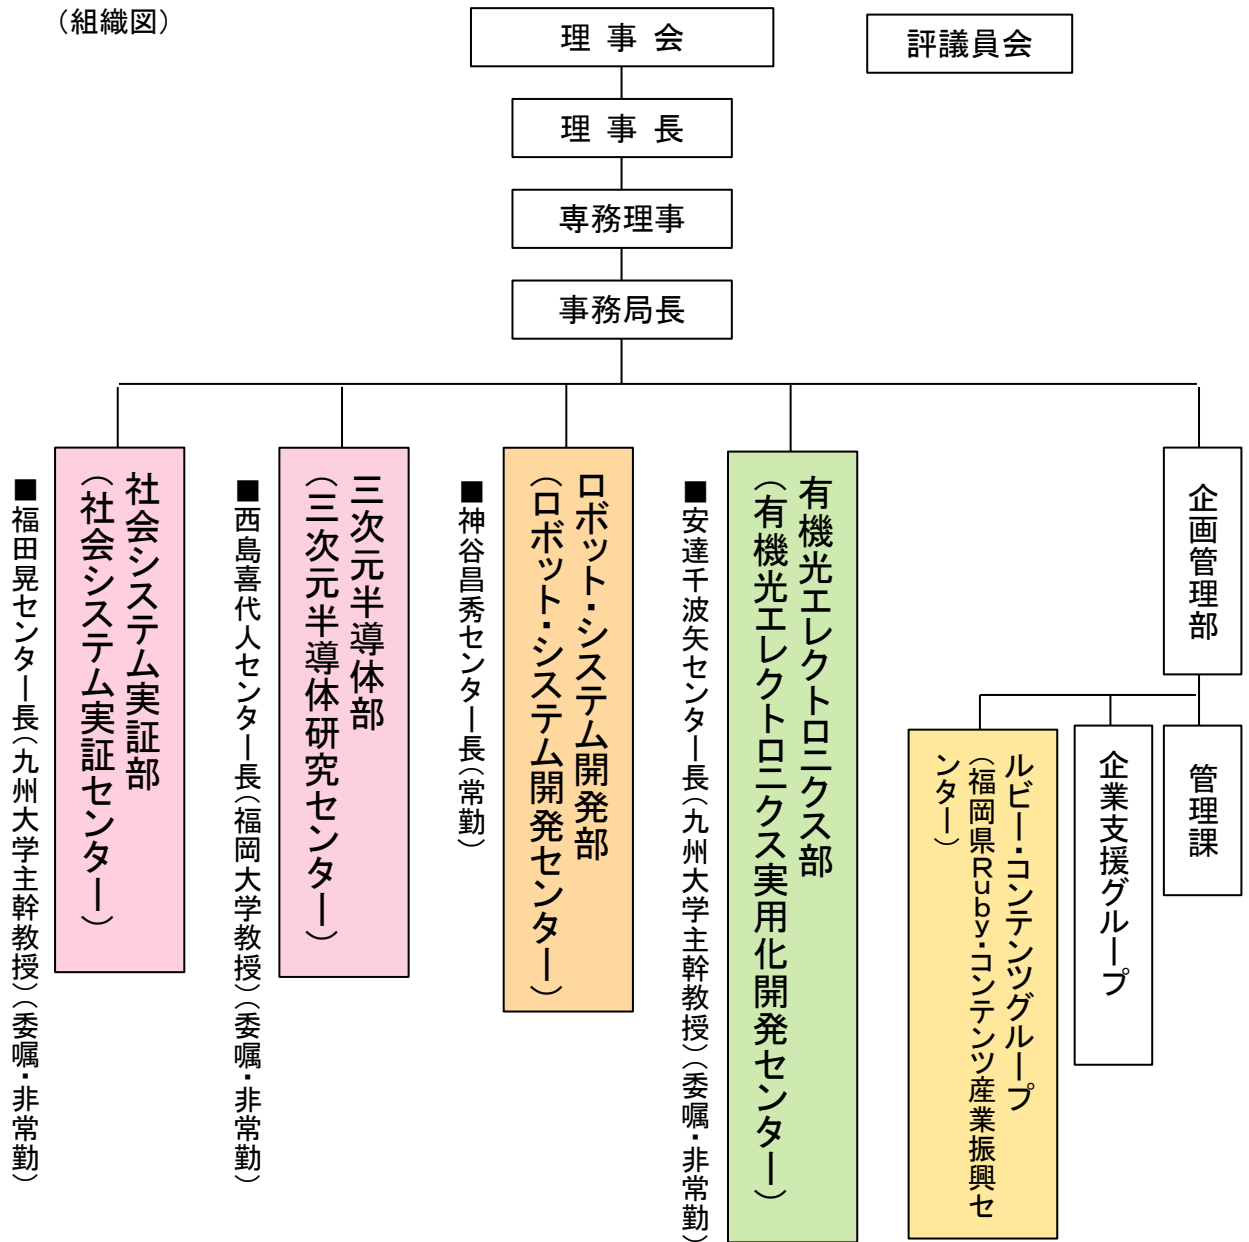 （組織図）
理 事 会
評議員会
理 事 長
専務理事
事務局長
社会システム実証部
（社会システム実証センター）
■福田晃センター長（九州大学主幹教授）（委嘱・非常勤）
三次元半導体部
（三次元半導体研究センター）
■西島喜代人センター長（福岡大学教授）（委嘱・非常勤）
ロボット・システム開発部
（ロボット・システム開発センター）
■神谷昌秀センター長（常勤）
有機光エレクトロニクス部
（有機光エレクトロニクス実用化開発センター）
■安達千波矢センター長（九州大学主幹教授）（委嘱・非常勤）
企画管理部
ルビー・コンテンツグループ
（福岡県Ｒｕｂｙ・コンテンツ産業振興セ
ンター）
企業支援グループ
管理課